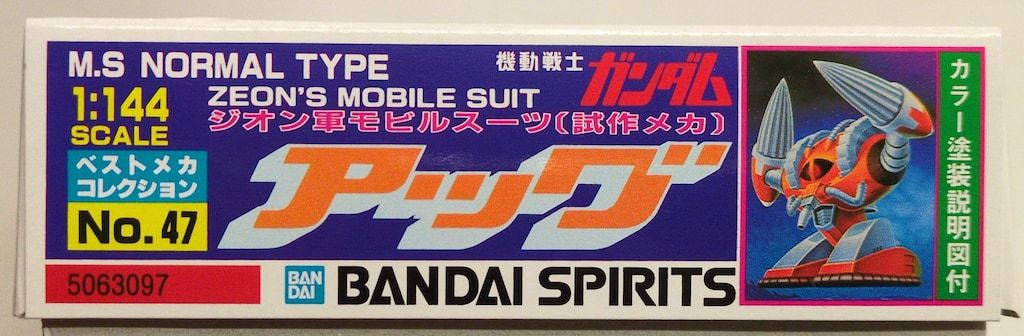 M.S NORMAL TYPE
機動戦士 ガンダム
1:144
SCALE
ZEON'S MOBILE SUIT
ジオン軍モビルスーツ〔試作メカ〕
ベストメカ
コレクション
No. 47
アッグ
5063097
BAN
DAI
BANDAI SPIRITS
カラー塗装説明図付